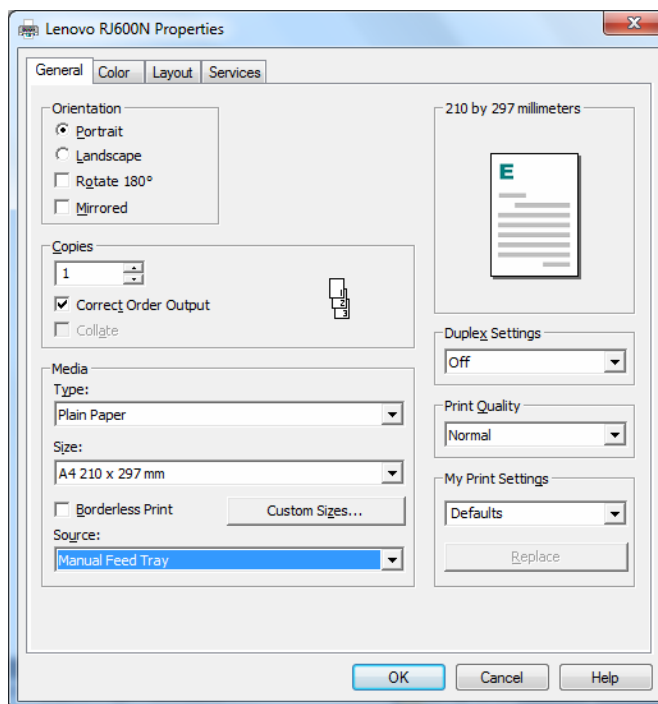 Lenovo RJ600N Properties
General Color Layout Services
Orientation
Portrait
Landscape
Rotate 180°
Mirrored
Copies
1
Correct Order Output
Collate
1
2
3
Media
Type:
Plain Paper
Size:
A4 210 x 297 mm
Borderless Print
Custom Sizes...
Source:
Manual Feed Tray
210 by 297 millimeters
E
Duplex Settings
Off
Print Quality
Normal
My Print Settings
Defaults
Replace
OK Cancel Help